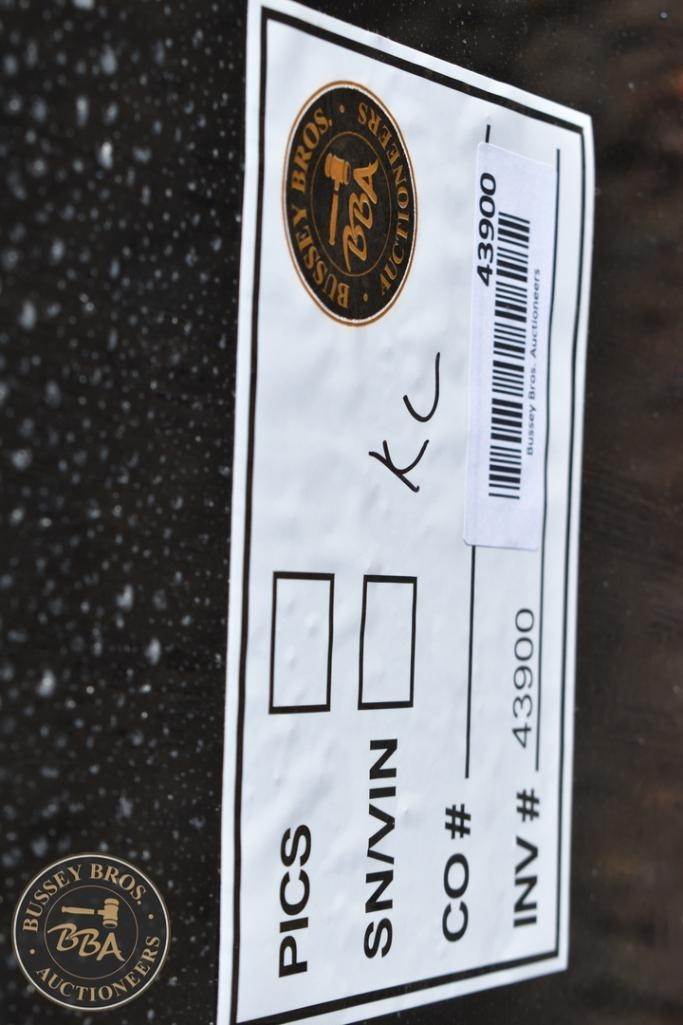 BUSSEY BROS.
BBA
AUCTIONEERS
PICS
SN/VIN
KC
CO #
INV # 43900
43900
Bussey Bros. Auctioneers
BUSSEY BROS.
BBA
AUCTIONEERS